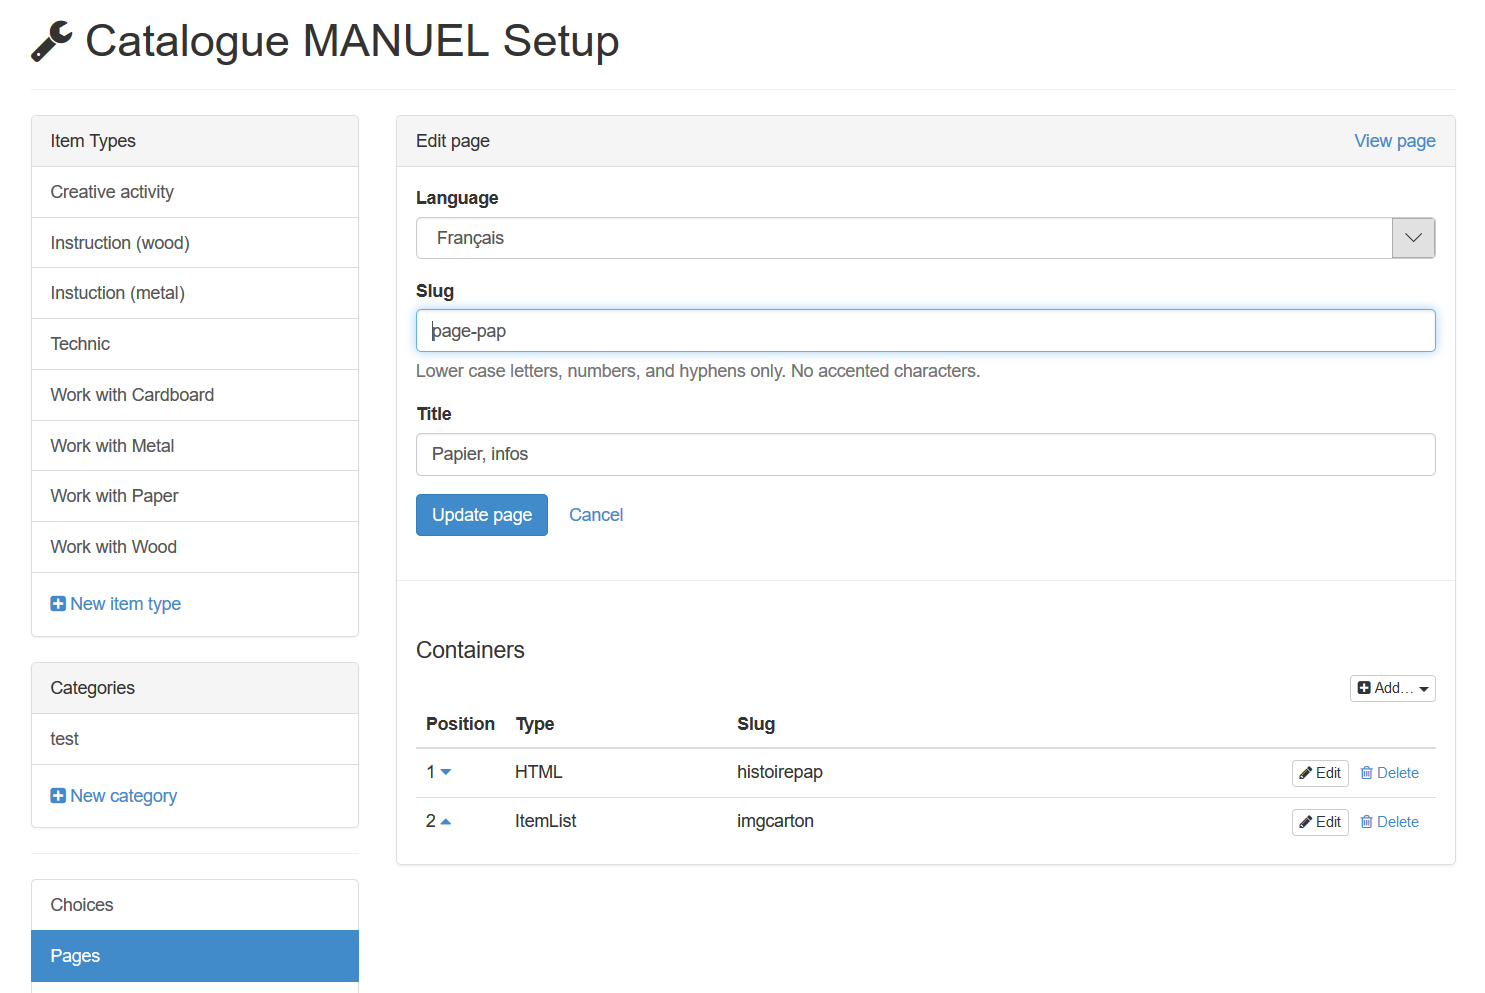 Catalogue MANUEL Setup
Item Types
Creative activity
Instruction (wood)
Instuction (metal)
Technic
Work with Cardboard
Work with Metal
Work with Paper
Work with Wood
New item type
Categories
test
New category
Choices
Pages
Edit page View page
Language
Français
Slug
page-pap
Lower case letters, numbers, and hyphens only. No accented characters.
Title
Papier, infos
Update page Cancel
Containers
Add...
Position Type Slug
1 HTML histoirepap Edit Delete
2 ItemList imgcarton Edit Delete